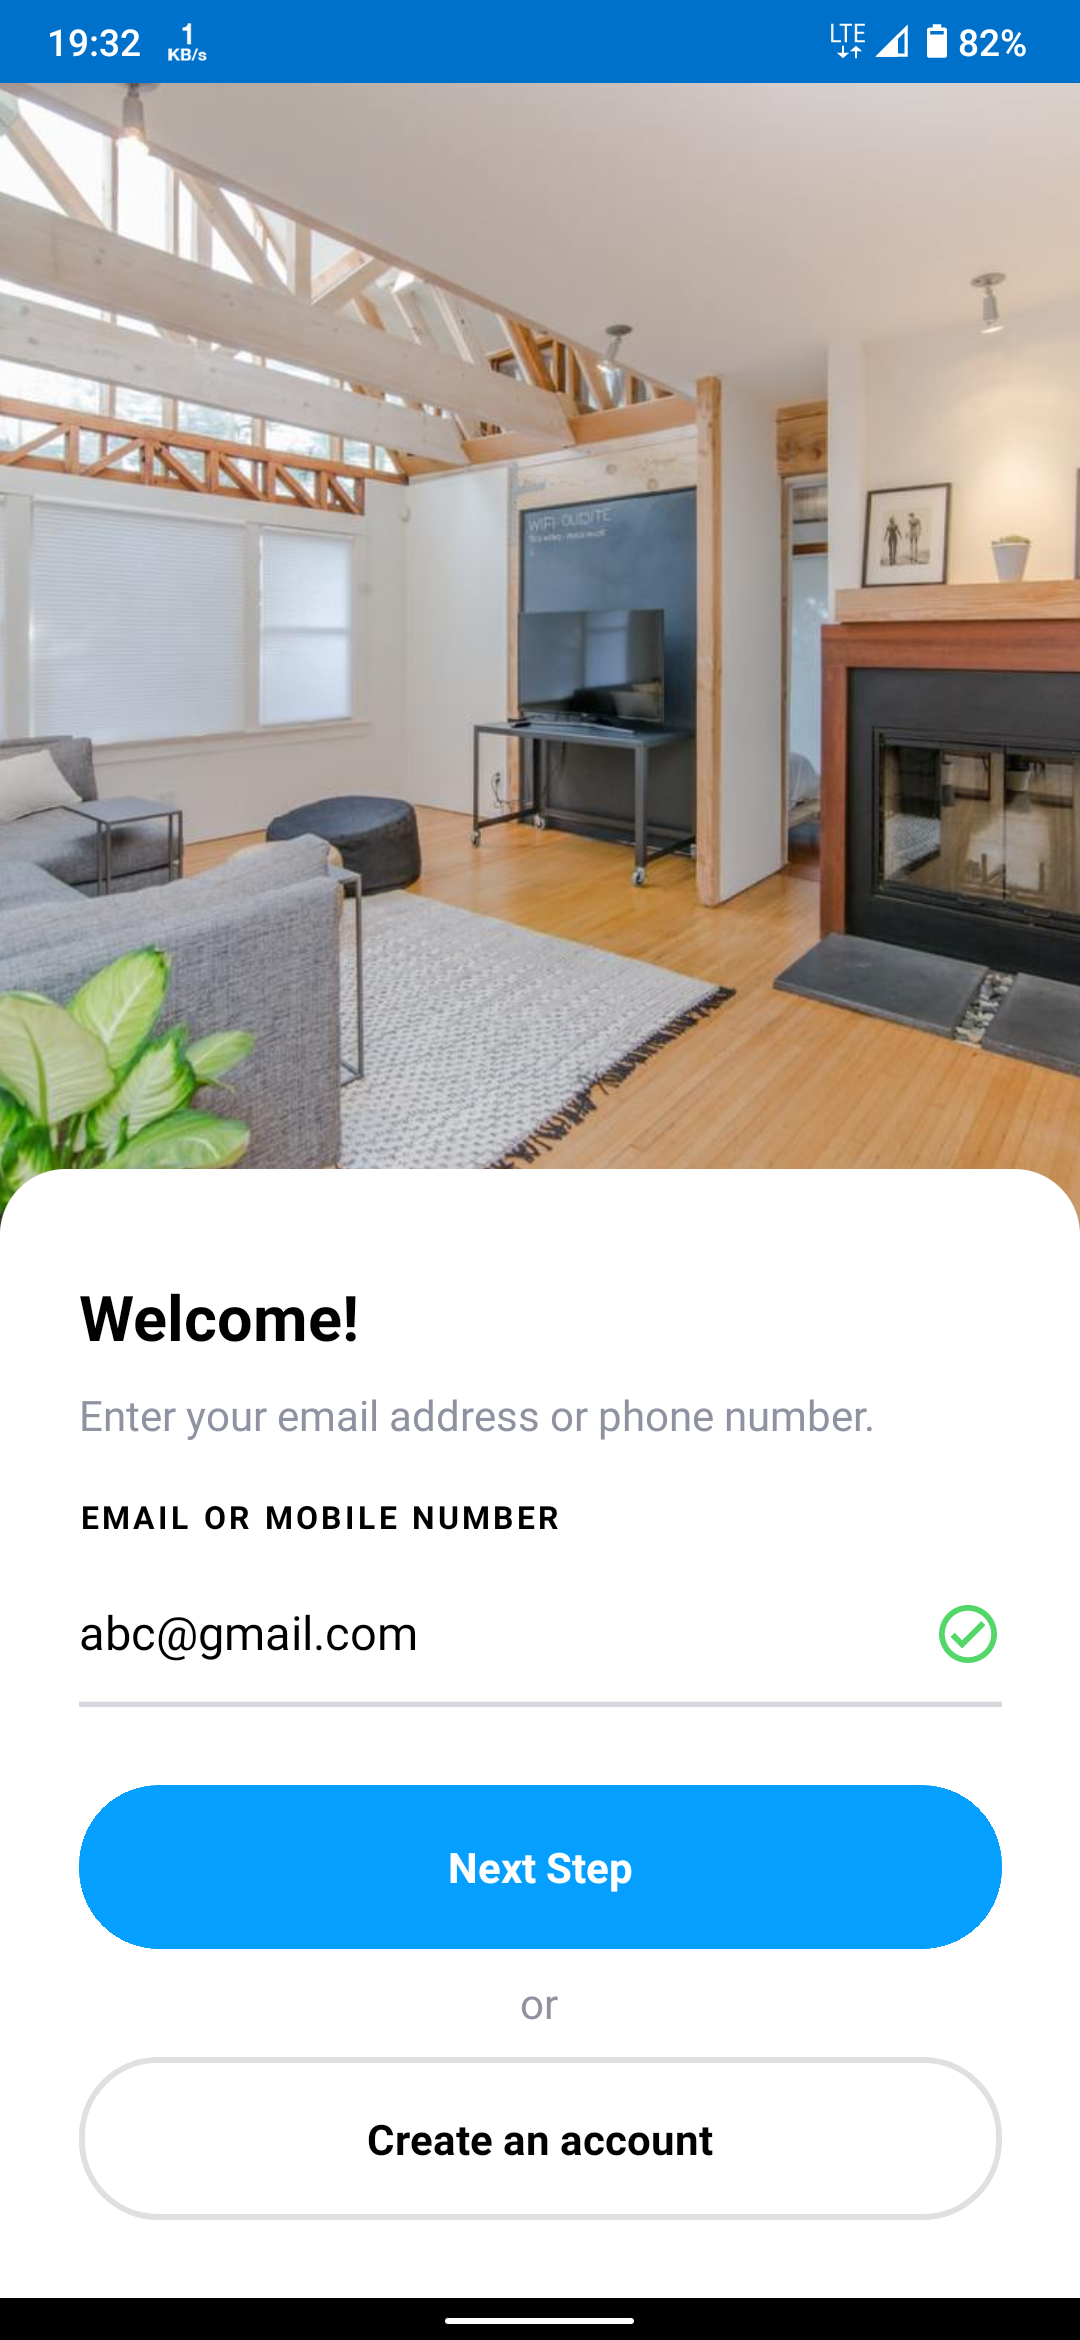 19:32
1
KB/s
LTE
82%
WIFI
Welcome!
Enter your email address or phone number.
EMAIL OR MOBILE NUMBER
abc@gmail.com
Next Step
or
Create an account